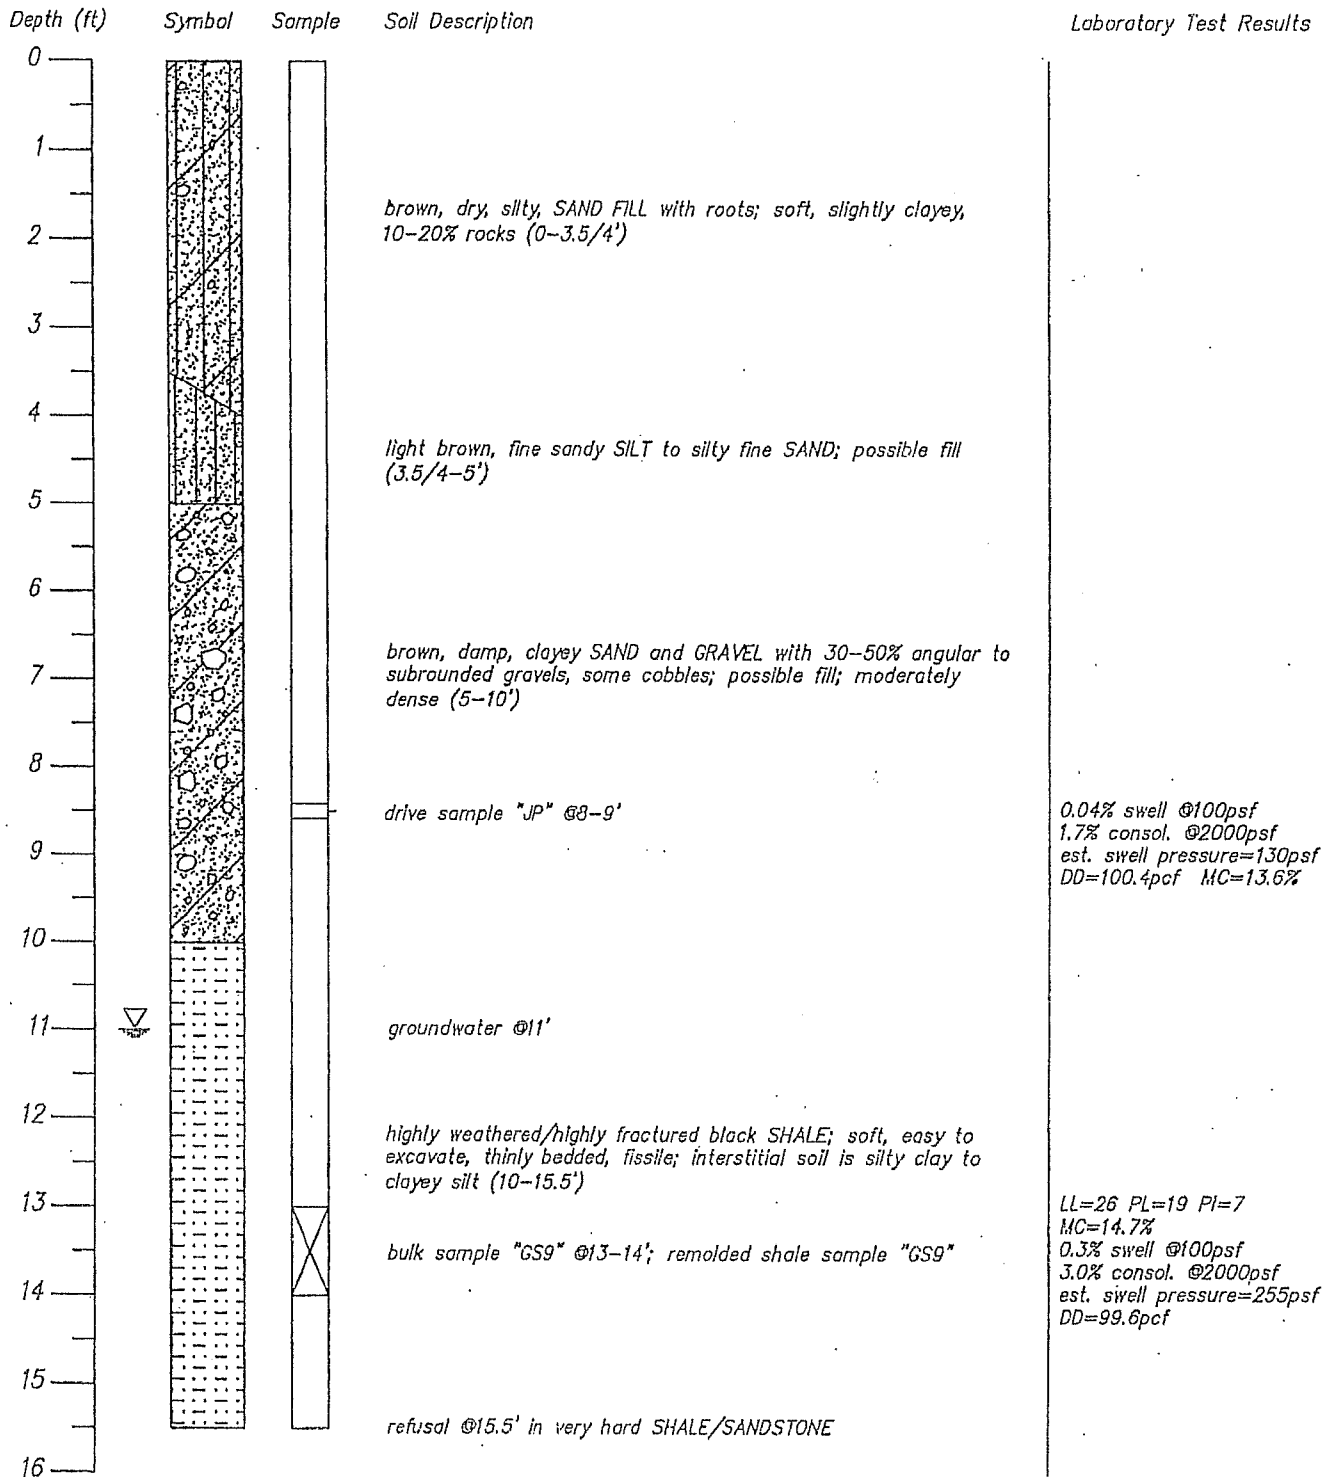 Depth (ft) Symbol Sample Soil Description Laboratory Test Results
0
1
brown, dry, silty, SAND FILL with roots; soft, slightly clayey,
2
10-20% rocks (0-3.5/4')
3
4
light brown, fine sandy SILT to silty fine SAND; possible fill
(3.5/4-5')
5
6
brown, damp, clayey SAND and GRAVEL with 30-50% angular to
7
subrounded gravels, some cobbles; possible fill; moderately
dense (5-10')
8
drive sample "JP" @8-9'
0.04% swell @100psf
1.7% consol. @2000psf
9
est. swell pressure=130psf
DD=100.4pcf MC=13.6%
10
11
groundwater @11'
12
highly weathered/highly fractured black SHALE; soft, easy to
excavate, thinly bedded, fissile; interstitial soil is silty clay to
clayey silt (10-15.5')
13
LL=26 PL=19 PI=7
MC=14.7%
bulk sample "GS9" @13-14'; remolded shale sample "GS9"
0.3% swell @100psf
3.0% consol. @2000psf
14
est. swell pressure=255psf
DD=99.6pcf
15
refusal @15.5' in very hard SHALE/SANDSTONE
16